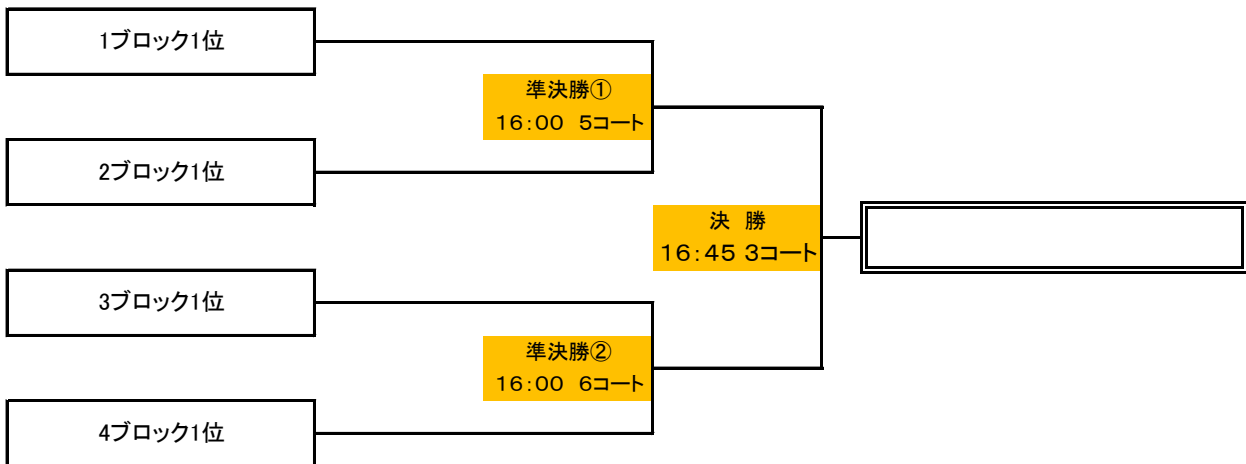 1ブロック1位
準決勝①
16:00 5コート
2ブロック1位
決 勝
16:45 3コート
3ブロック1位
準決勝②
16:00 6コート
4ブロック1位